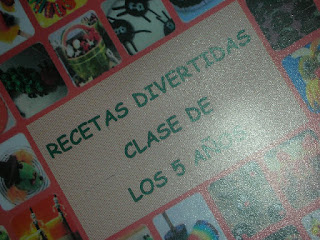 RECETAS DIVERTIDAS
CLASE DE
LOS 5 AÑOS